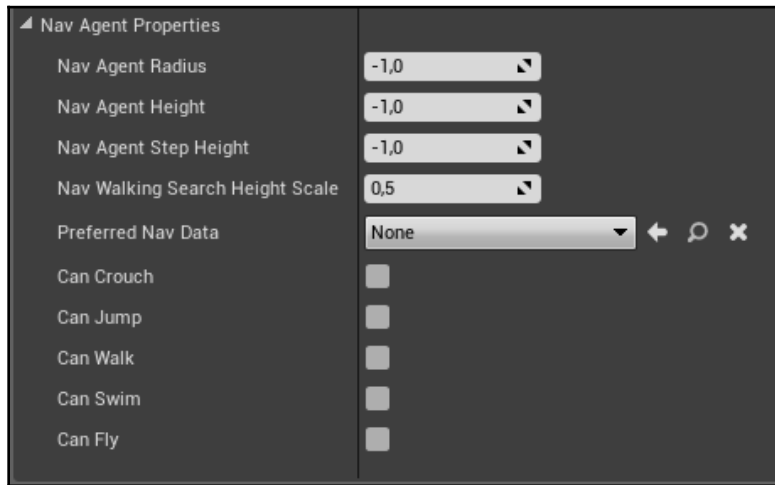 Nav Agent Properties
Nav Agent Radius -1,0
Nav Agent Height -1,0
Nav Agent Step Height -1,0
Nav Walking Search Height Scale 0,5
Preferred Nav Data None
Can Crouch
Can Jump
Can Walk
Can Swim
Can Fly